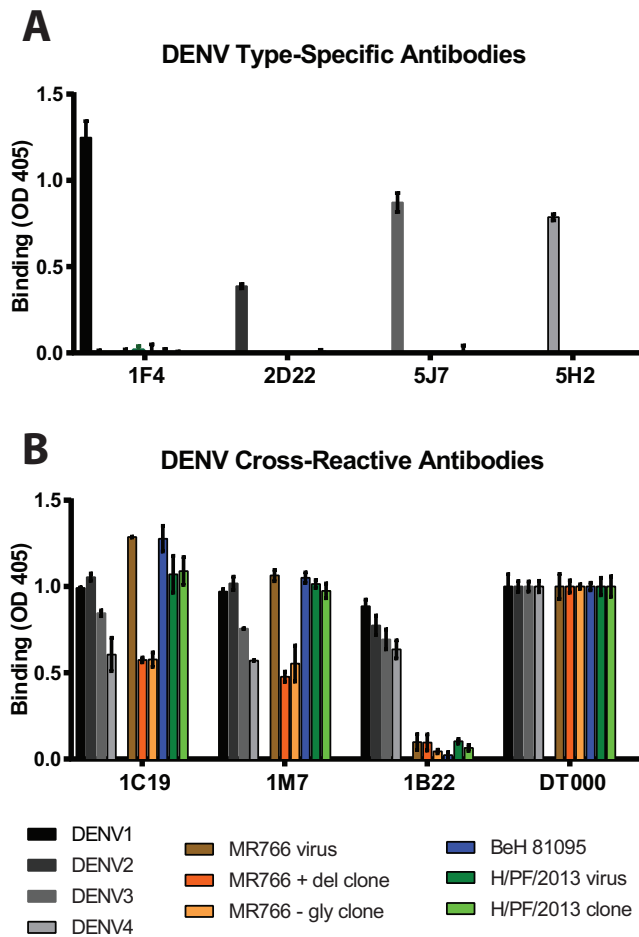 A
DENV Type-Specific Antibodies
Binding (OD 405)
1.5
1.0
0.5
0.0
1F4 2D22 5J7 5H2
B
DENV Cross-Reactive Antibodies
Binding (OD 405)
1.5
1.0
0.5
0.0
1C19 1M7 1B22 DT000
DENV1
DENV2
DENV3
DENV4
MR766 virus
MR766 + del clone
MR766 - gly clone
BeH 81095
H/PF/2013 virus
H/PF/2013 clone